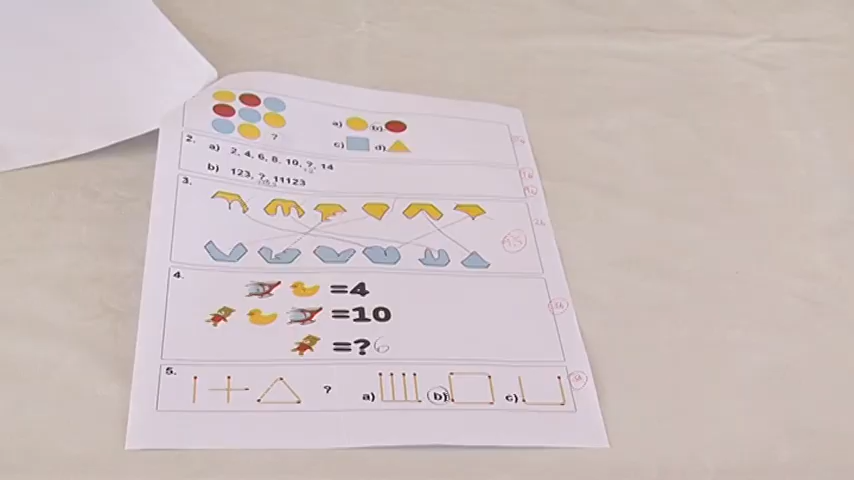 ?
a) b)
c) d)
2. a) 2, 4, 6, 8, 10, ?, 14
b) 123, ?, 11123
3.
4.
=4
=10
=? 6
5. ? a) b) c)